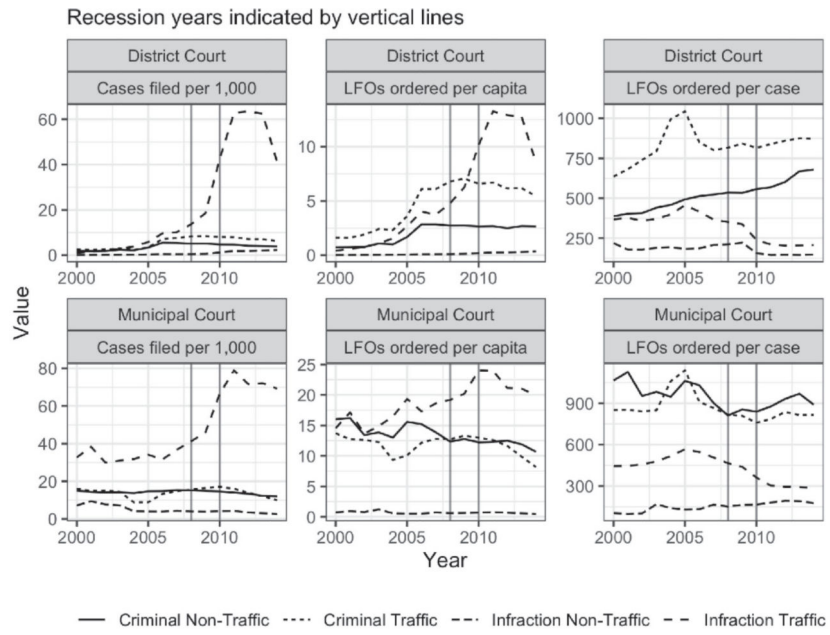 Recession years indicated by vertical lines
District Court District Court District Court
Cases filed per 1,000 LFOs ordered per capita LFOs ordered per case
60 10 1000
40 750
20 5 500
0 0 250
2000 2005 2010 2000 2005 2010 2000 2005 2010
Value
Municipal Court Municipal Court Municipal Court
Cases filed per 1,000 LFOs ordered per capita LFOs ordered per case
80 25
60 20 900
40 15 600
20 10 300
0 5
0
2000 2005 2010 2000 2005 2010 2000 2005 2010
Year
Criminal Non-Traffic Criminal Traffic Infraction Non-Traffic Infraction Traffic